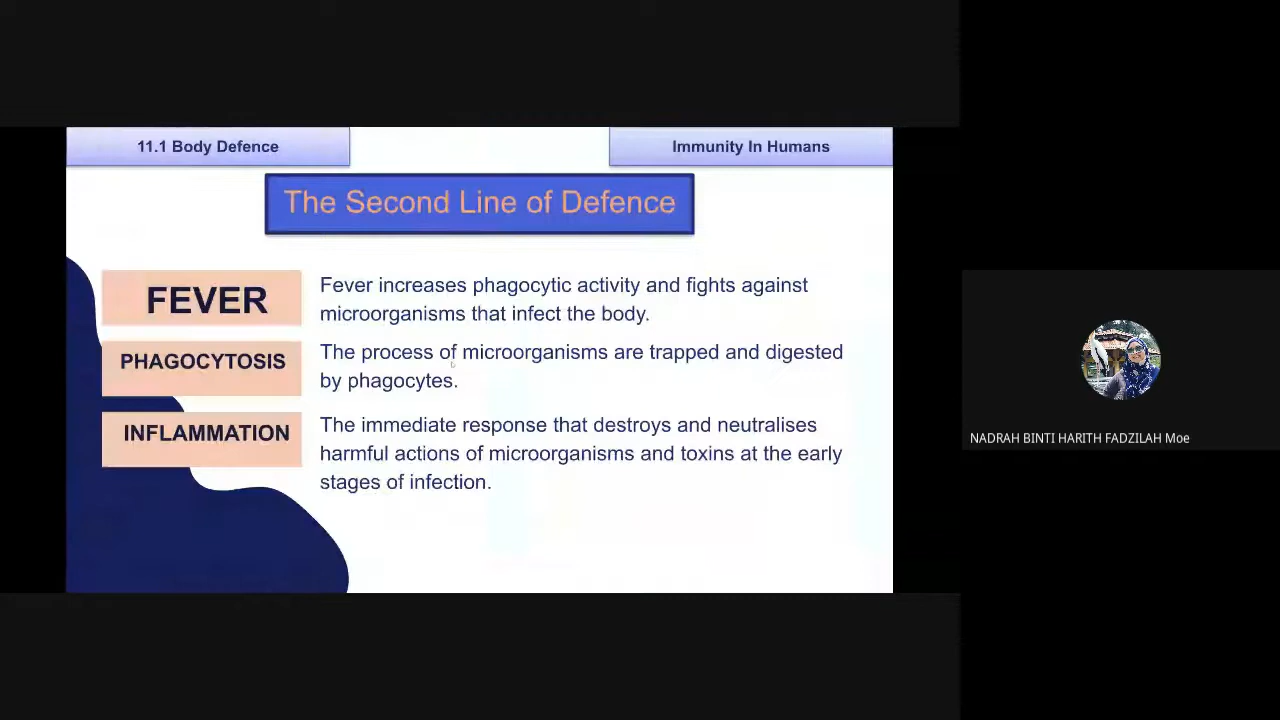 11.1 Body Defence
Immunity In Humans
The Second Line of Defence
FEVER
Fever increases phagocytic activity and fights against
microorganisms that infect the body.
PHAGOCYTOSIS
The process of microorganisms are trapped and digested
by phagocytes.
INFLAMMATION
The immediate response that destroys and neutralises
harmful actions of microorganisms and toxins at the early
stages of infection.
NADRAH BINTI HARITH FADZILAH Moe